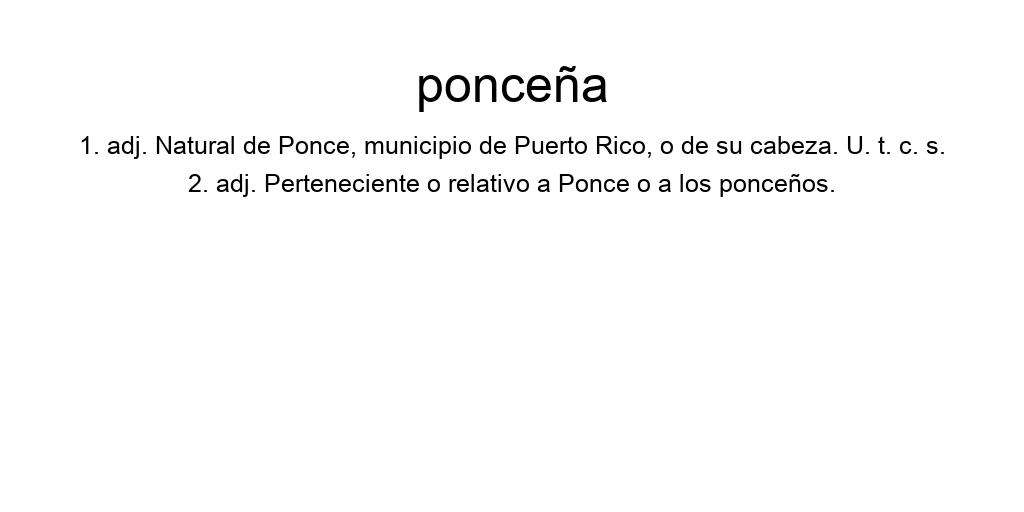 ponceña
1. adj. Natural de Ponce, municipio de Puerto Rico, o de su cabeza. U. t. c. s.
2. adj. Perteneciente o relativo a Ponce o a los ponceños.